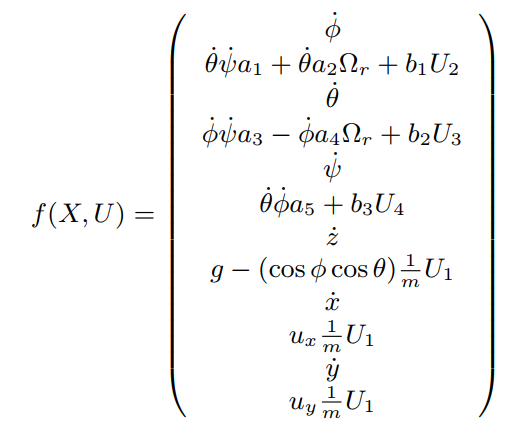 φ̇
θ̇ψ̇a₁ + θ̇a₂Ωᵣ + b₁U₂
θ̇
φ̇ψ̇a₃ − φ̇a₄Ωᵣ + b₂U₃
ψ̇
f(X, U) = θ̇φ̇a₅ + b₃U₄
ż
g − (cos φ cos θ) 1/m U₁
ẋ
uₓ 1/m U₁
ẏ
u_y 1/m U₁